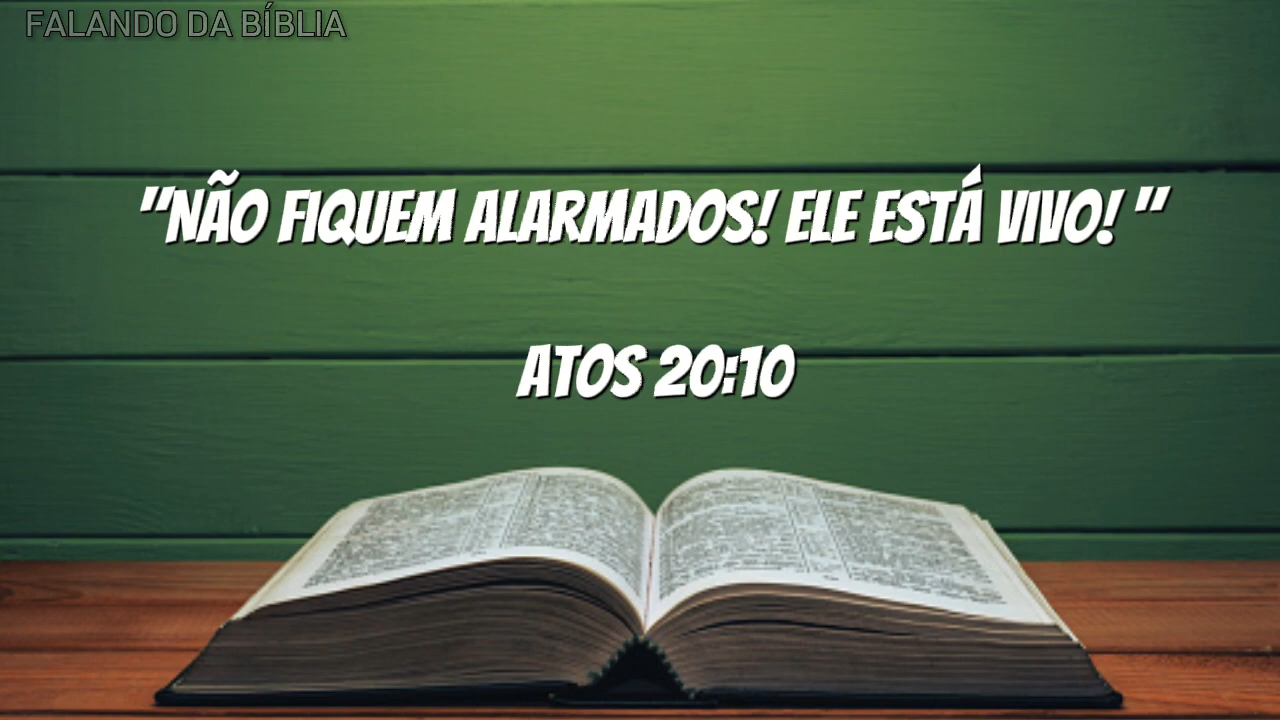 FALANDO DA BÍBLIA
"NÃO FIQUEM ALARMADOS! ELE ESTÁ VIVO! "
ATOS 20:10